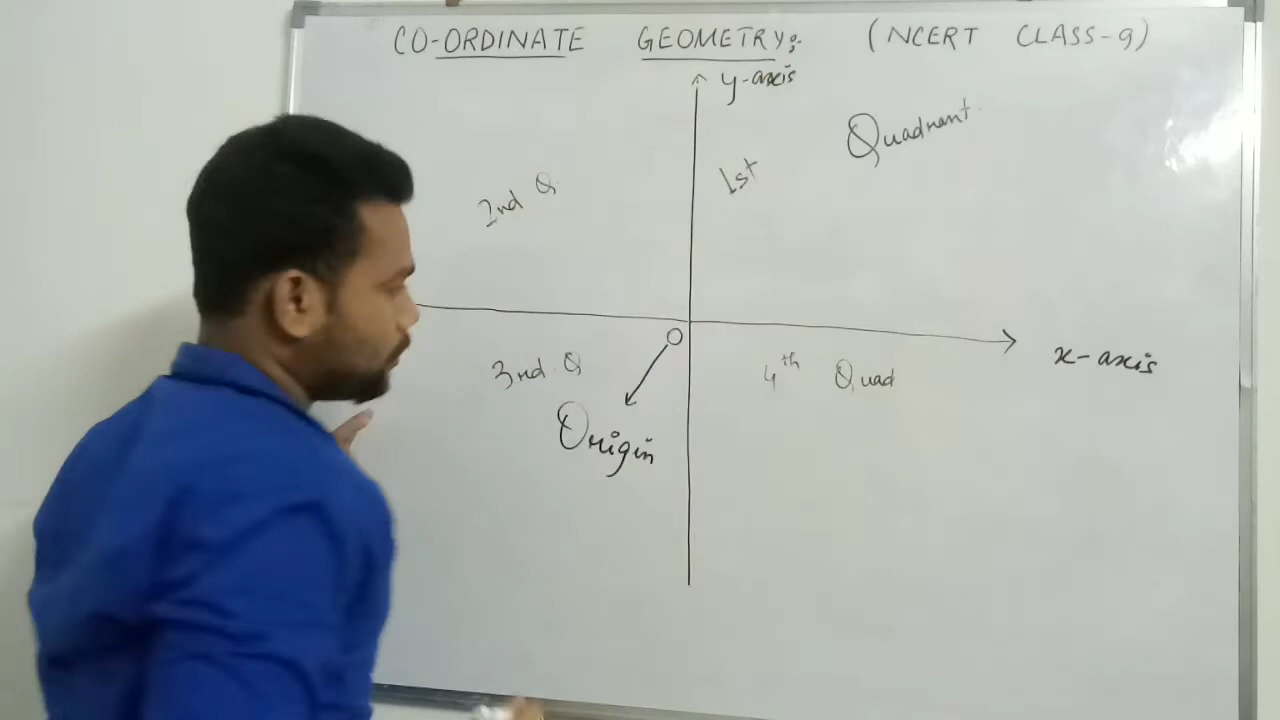 CO-ORDINATE GEOMETRY:- (NCERT CLASS-9)
y-axis
Quadrant
1st
2nd Q
O
x-axis
3rd Q
4th Quad
Origin